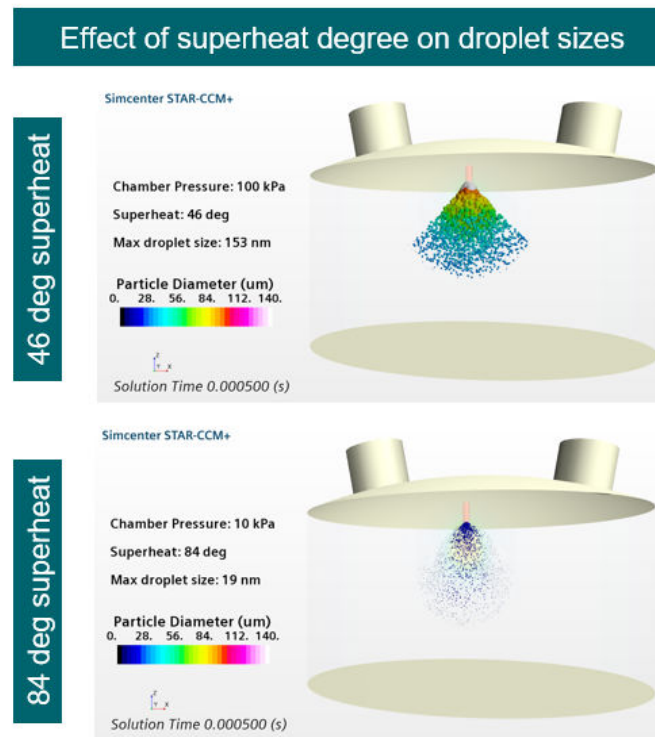 Effect of superheat degree on droplet sizes
46 deg superheat
Simcenter STAR-CCM+
Chamber Pressure: 100 kPa
Superheat: 46 deg
Max droplet size: 153 nm
Particle Diameter (um)
0. 28. 56. 84. 112. 140.
Z
Y X
Solution Time 0.000500 (s)
84 deg superheat
Simcenter STAR-CCM+
Chamber Pressure: 10 kPa
Superheat: 84 deg
Max droplet size: 19 nm
Particle Diameter (um)
0. 28. 56. 84. 112. 140.
Z
Y X
Solution Time 0.000500 (s)